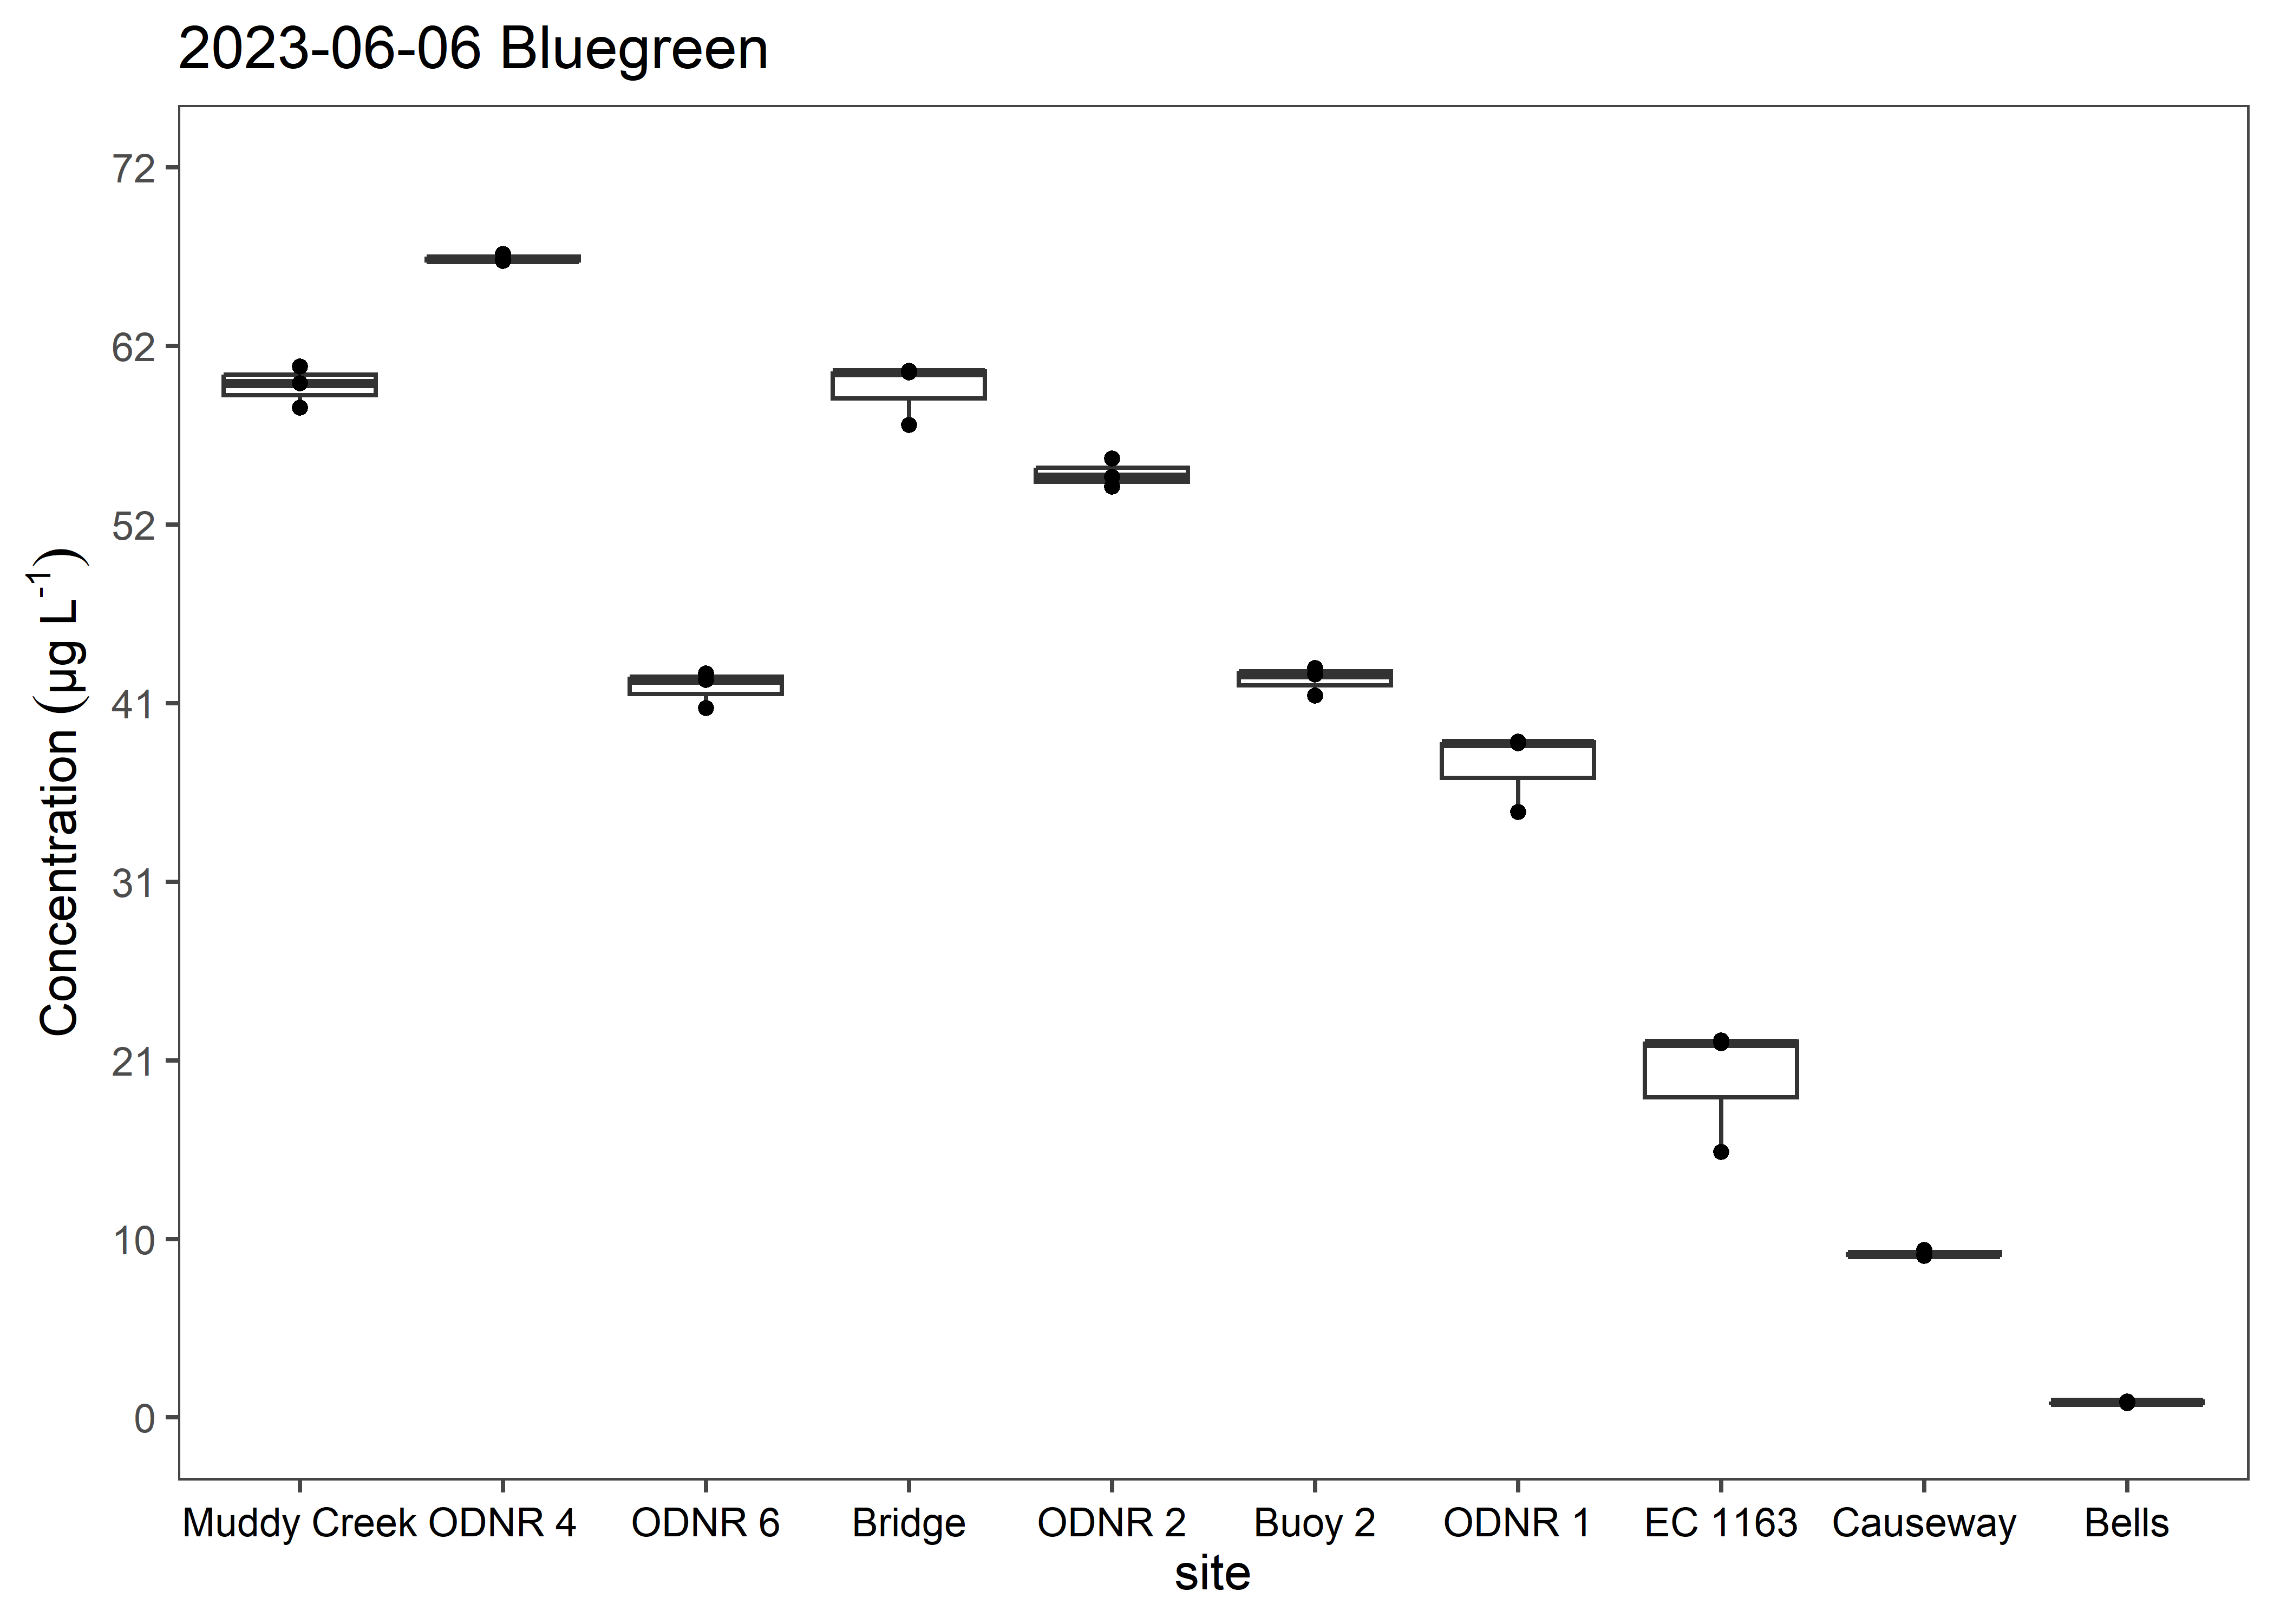 2023-06-06 Bluegreen
Concentration (µg L⁻¹)
72
62
52
41
31
21
10
0
Muddy Creek ODNR 4 ODNR 6 Bridge ODNR 2 Buoy 2 ODNR 1 EC 1163 Causeway Bells
site